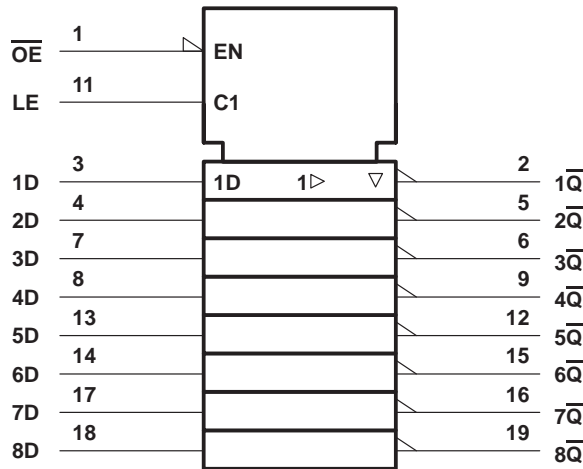 O̅E̅ 1 EN
LE 11 C1
1D 3 1D 1▷ ▽ 2 1Q̅
2D 4 5 2Q̅
3D 7 6 3Q̅
4D 8 9 4Q̅
5D 13 12 5Q̅
6D 14 15 6Q̅
7D 17 16 7Q̅
8D 18 19 8Q̅